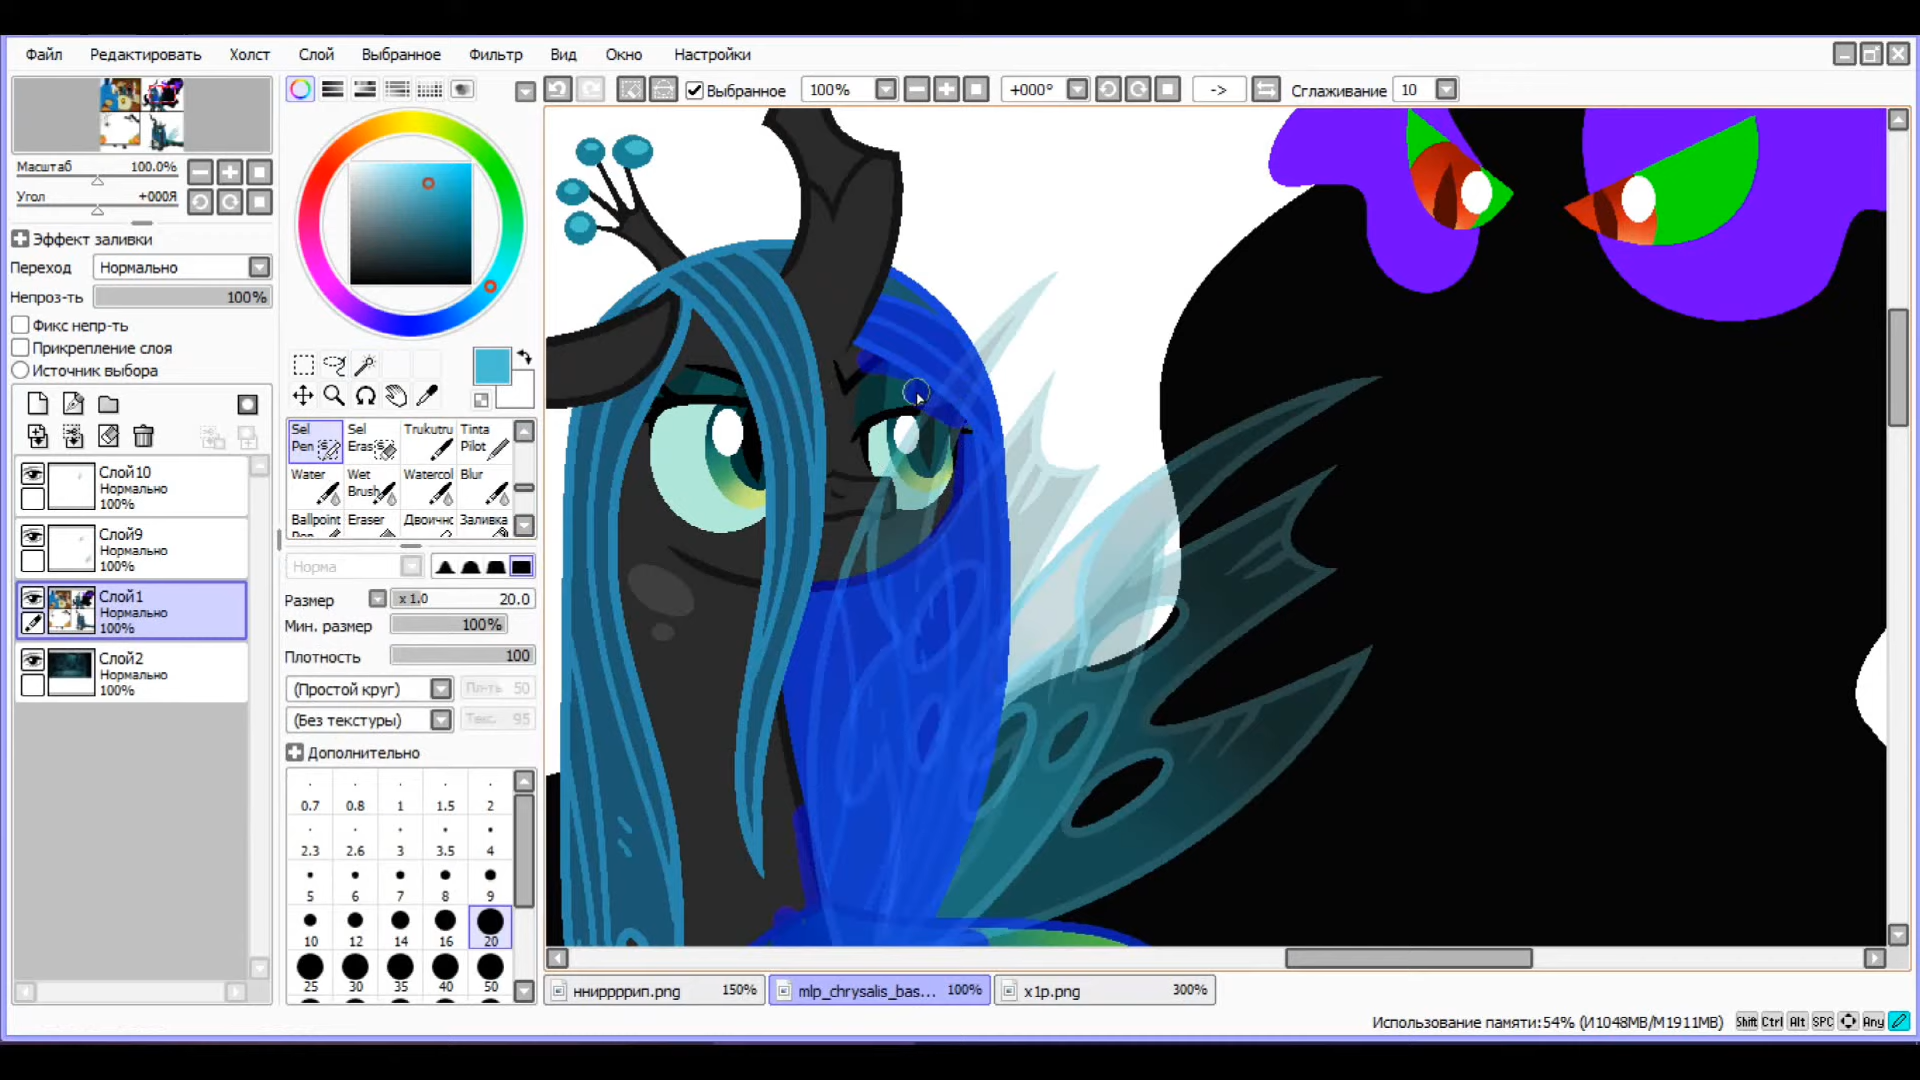 Файл Редактировать Холст Слой Выбранное Фильтр Вид Окно Настройки
Выбранное 100% +000° -> Сглаживание 10
Масштаб 100.0%
Угол +000Я
Эффект заливки
Переход Нормально
Непроз-ть 100%
Фикс непр-ть
Прикрепление слоя
Источник выбора
Слой10
Нормально
100%
Слой9
Нормально
100%
Слой1
Нормально
100%
Слой2
Нормально
100%
Sel Pen
Sel Eras
Trukutru
Tinta Pilot
Water
Wet Brush
Watercol
Blur
Ballpoint Pen
Eraser
Двоичнс
Заливка
Норма
Размер x 1.0 20.0
Мин. размер 100%
Плотность 100
(Простой круг) Пл-ть 50
(Без текстуры) Текс. 95
Дополнительно
0.7 0.8 1 1.5 2
2.3 2.6 3 3.5 4
5 6 7 8 9
10 12 14 16 20
25 30 35 40 50
ннирррип.png 150% mlp_chrysalis_bas... 100% x1p.png 300%
Использование памяти:54% (И1048MB/M1911MB) Shift Ctrl Alt SPC Any